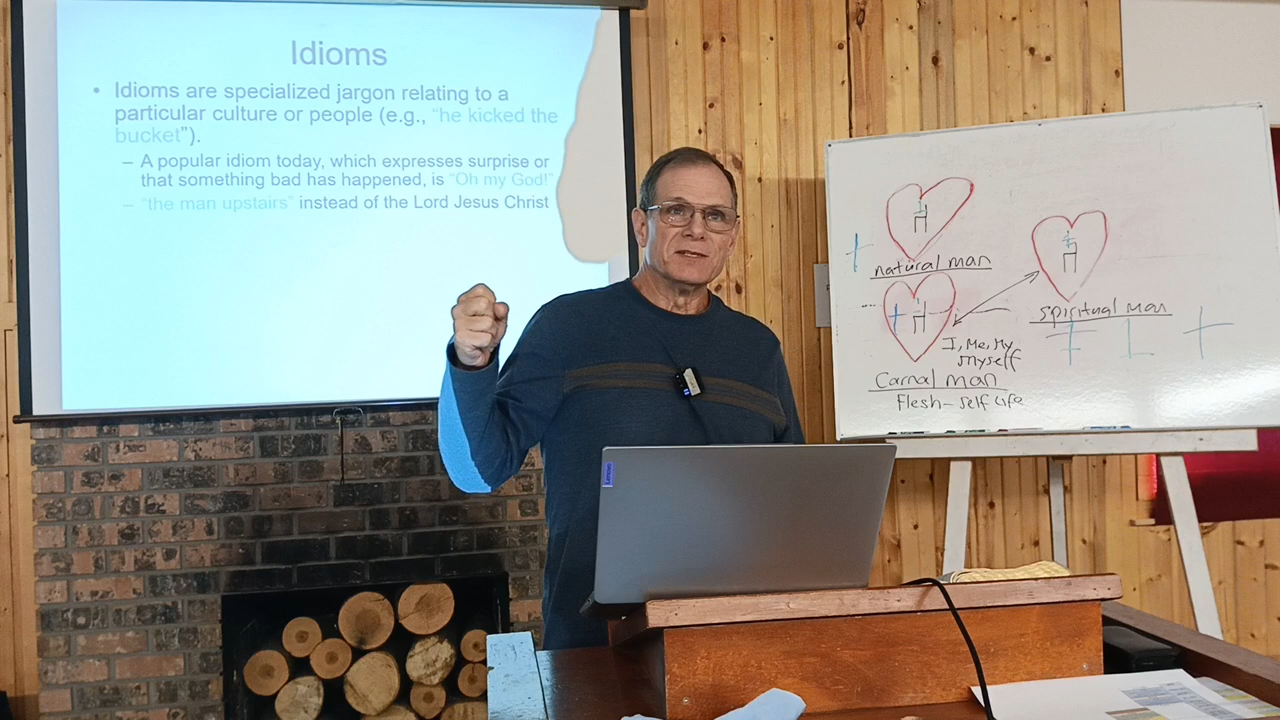 Idioms
• Idioms are specialized jargon relating to a
particular culture or people (e.g., “he kicked the
bucket”).
– A popular idiom today, which expresses surprise or
that something bad has happened, is “Oh my God!”
– “the man upstairs” instead of the Lord Jesus Christ
natural man
spiritual man
I, Me, My
Myself
Carnal man
Flesh-self life
Lenovo